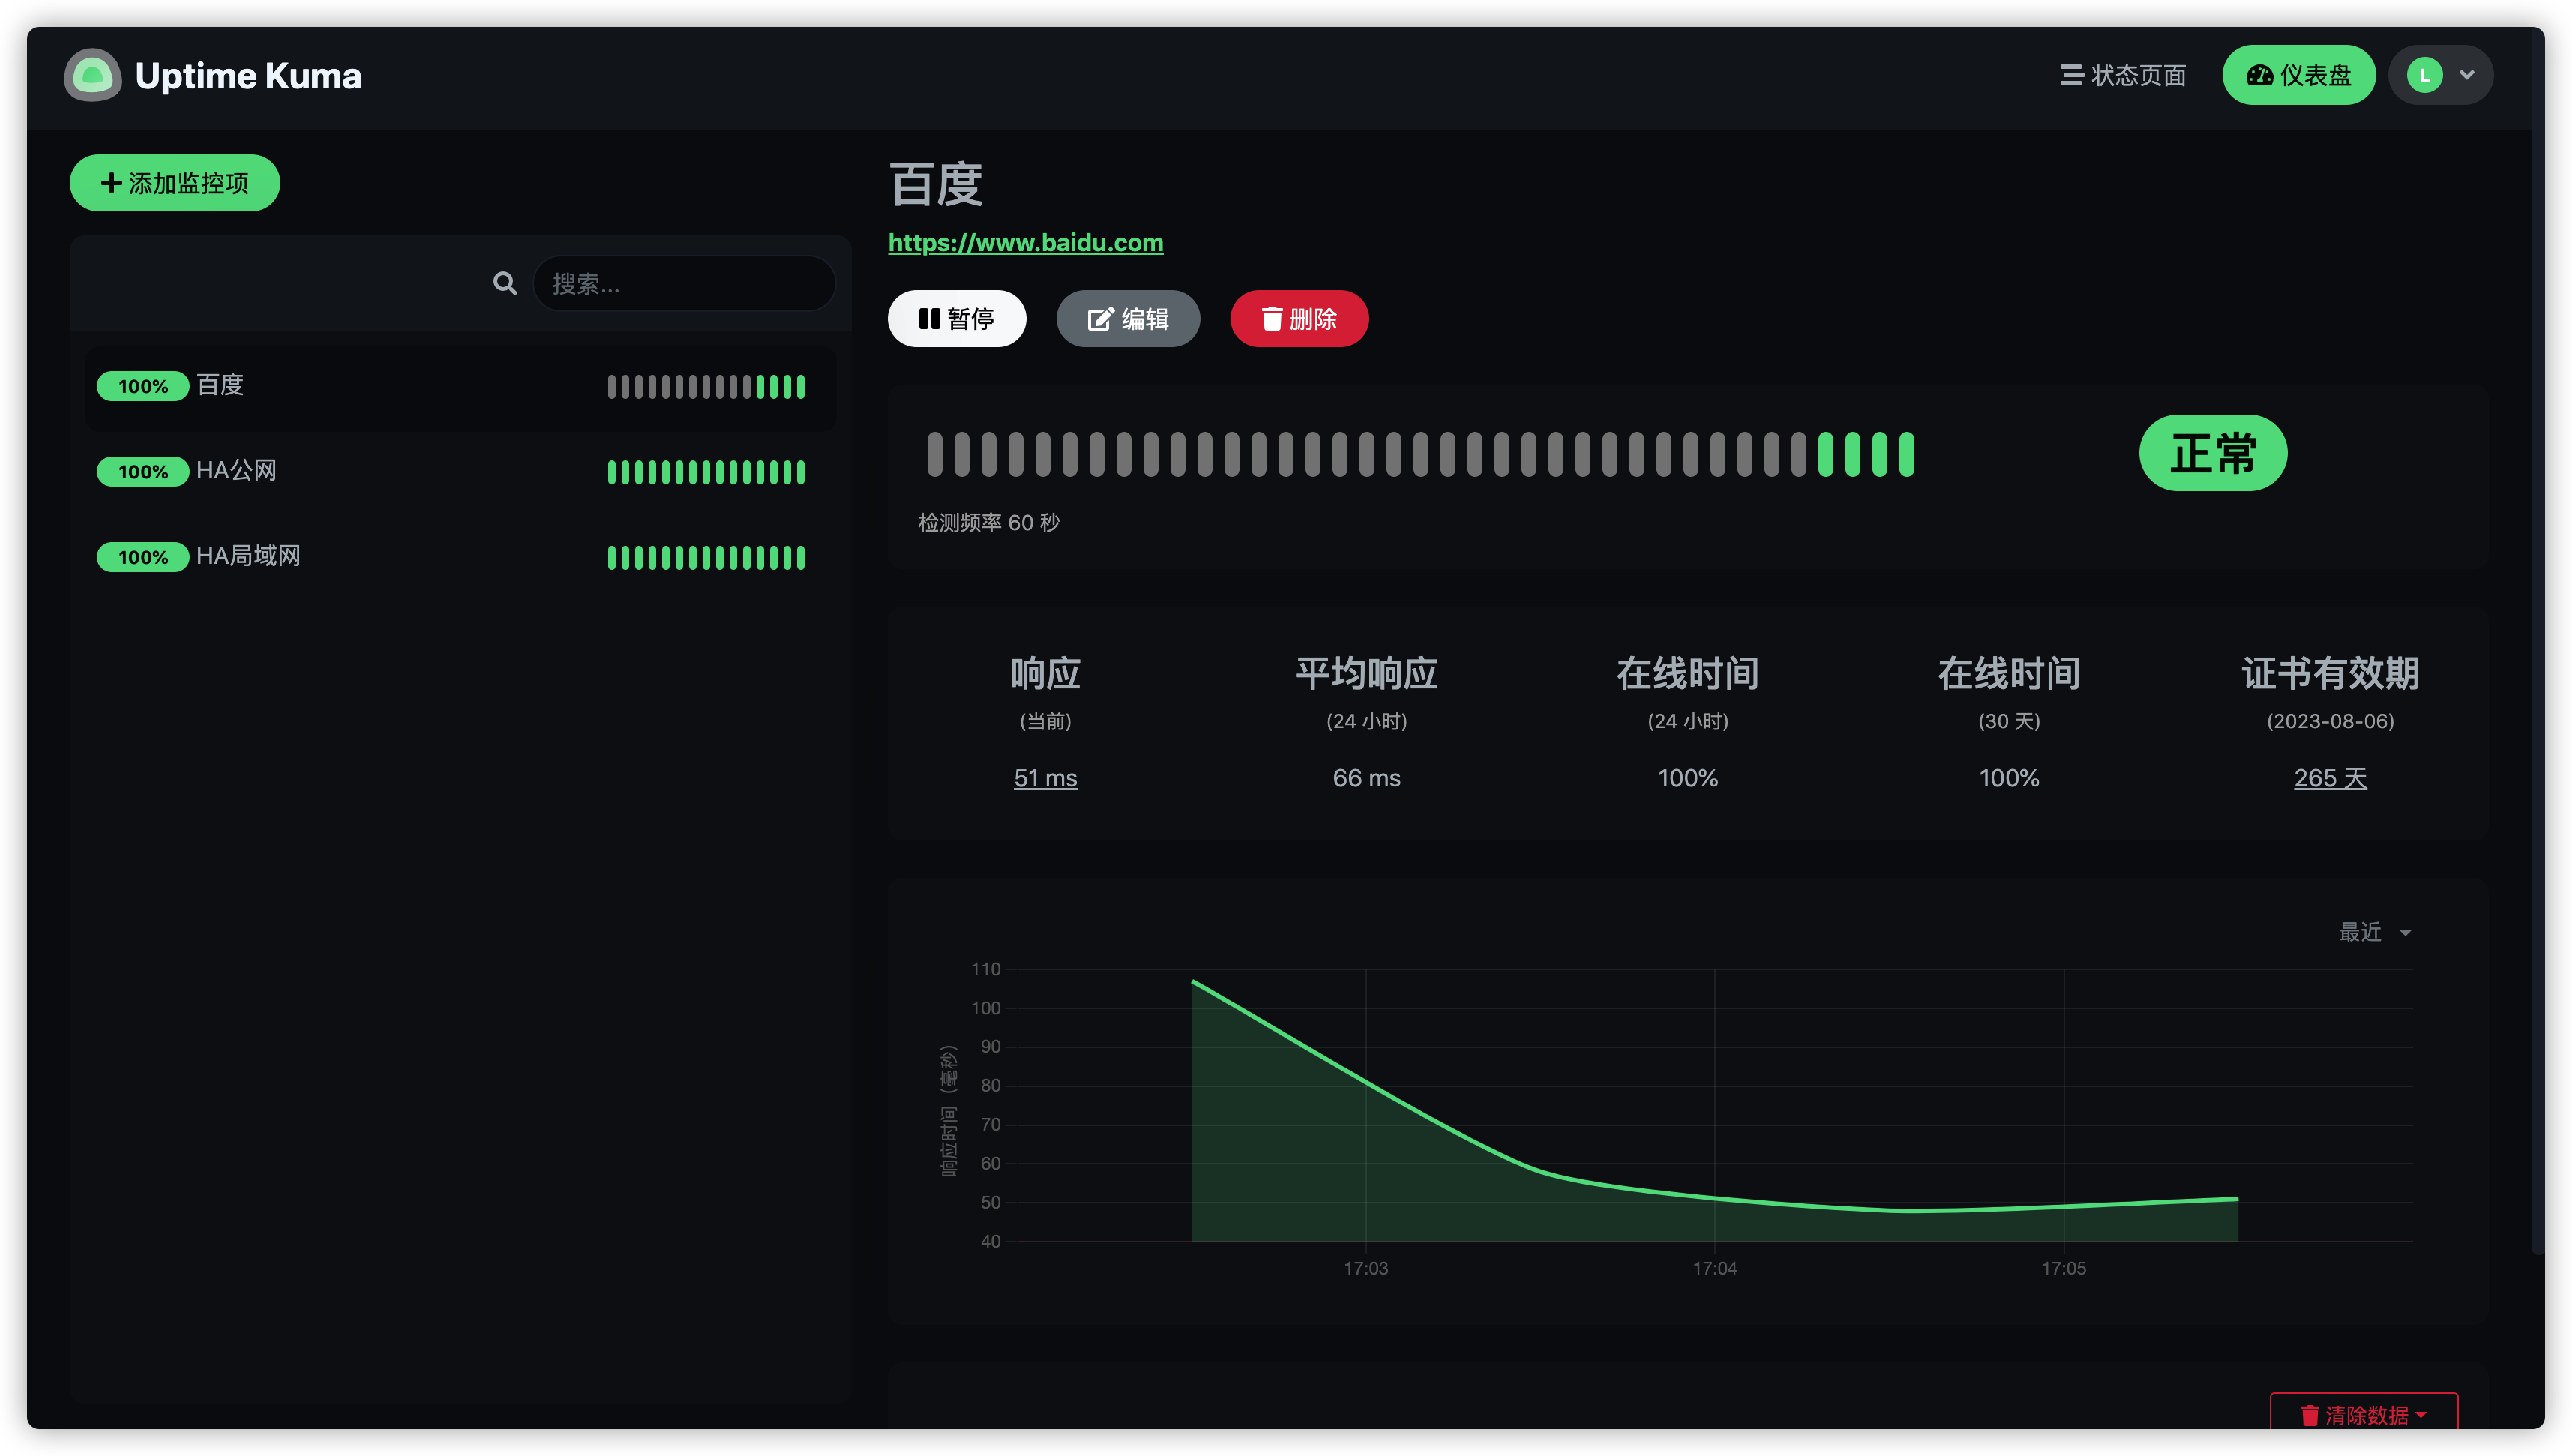 Uptime Kuma
状态页面
仪表盘
L
添加监控项
搜索...
100% 百度
100% HA公网
100% HA局域网
百度
https://www.baidu.com
暂停
编辑
删除
正常
检测频率 60 秒
响应
(当前)
51 ms
平均响应
(24 小时)
66 ms
在线时间
(24 小时)
100%
在线时间
(30 天)
100%
证书有效期
(2023-08-06)
265 天
最近
响应时间（毫秒）
110
100
90
80
70
60
50
40
17:03
17:04
17:05
清除数据